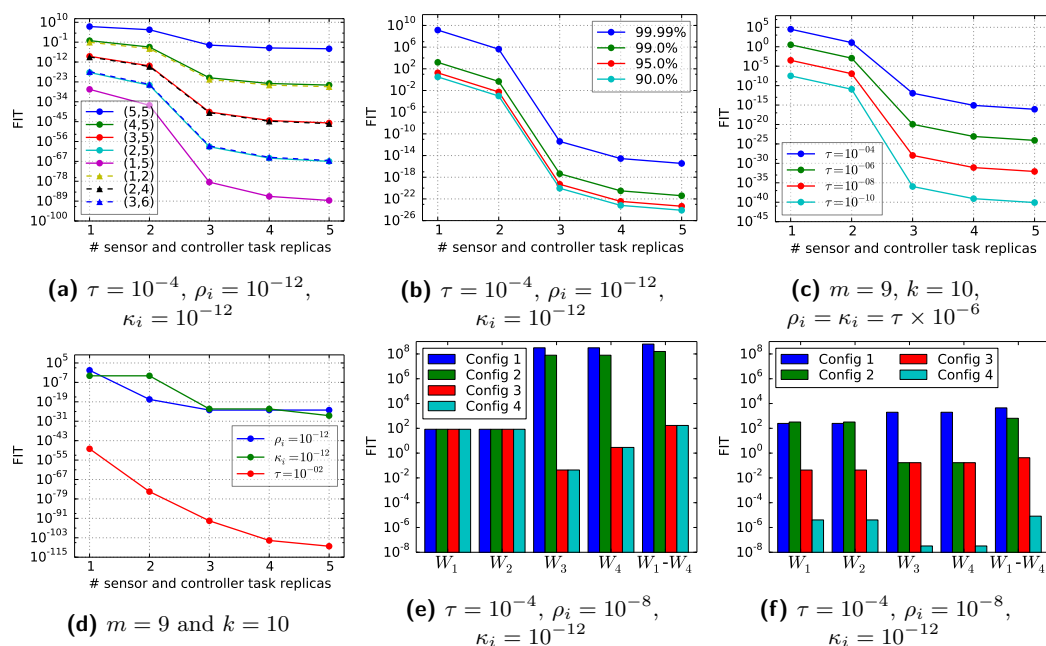 10^10
10^-1
10^-12
10^-23
10^-34
10^-45
10^-56
10^-67
10^-78
10^-89
10^-100
FIT
(5,5)
(4,5)
(3,5)
(2,5)
(1,5)
(1,2)
(2,4)
(3,6)
1 2 3 4 5
# sensor and controller task replicas
(a) τ = 10^-4, ρ_i = 10^-12,
κ_i = 10^-12
10^10
10^6
10^2
10^-2
10^-6
10^-10
10^-14
10^-18
10^-22
10^-26
FIT
99.99%
99.0%
95.0%
90.0%
1 2 3 4 5
# sensor and controller task replicas
(b) τ = 10^-4, ρ_i = 10^-12,
κ_i = 10^-12
10^5
10^0
10^-5
10^-10
10^-15
10^-20
10^-25
10^-30
10^-35
10^-40
10^-45
FIT
τ = 10^-04
τ = 10^-06
τ = 10^-08
τ = 10^-10
1 2 3 4 5
# sensor and controller task replicas
(c) m = 9, k = 10,
ρ_i = κ_i = τ × 10^-6
10^5
10^-7
10^-19
10^-31
10^-43
10^-55
10^-67
10^-79
10^-91
10^-103
10^-115
FIT
ρ_i = 10^-12
κ_i = 10^-12
τ = 10^-02
1 2 3 4 5
# sensor and controller task replicas
(d) m = 9 and k = 10
10^8
10^6
10^4
10^2
10^0
10^-2
10^-4
10^-6
10^-8
FIT
Config 1
Config 2
Config 3
Config 4
W_1 W_2 W_3 W_4 W_1-W_4
(e) τ = 10^-4, ρ_i = 10^-8,
κ_i = 10^-12
10^8
10^6
10^4
10^2
10^0
10^-2
10^-4
10^-6
10^-8
FIT
Config 1 Config 3
Config 2 Config 4
W_1 W_2 W_3 W_4 W_1-W_4
(f) τ = 10^-4, ρ_i = 10^-8,
κ_i = 10^-12